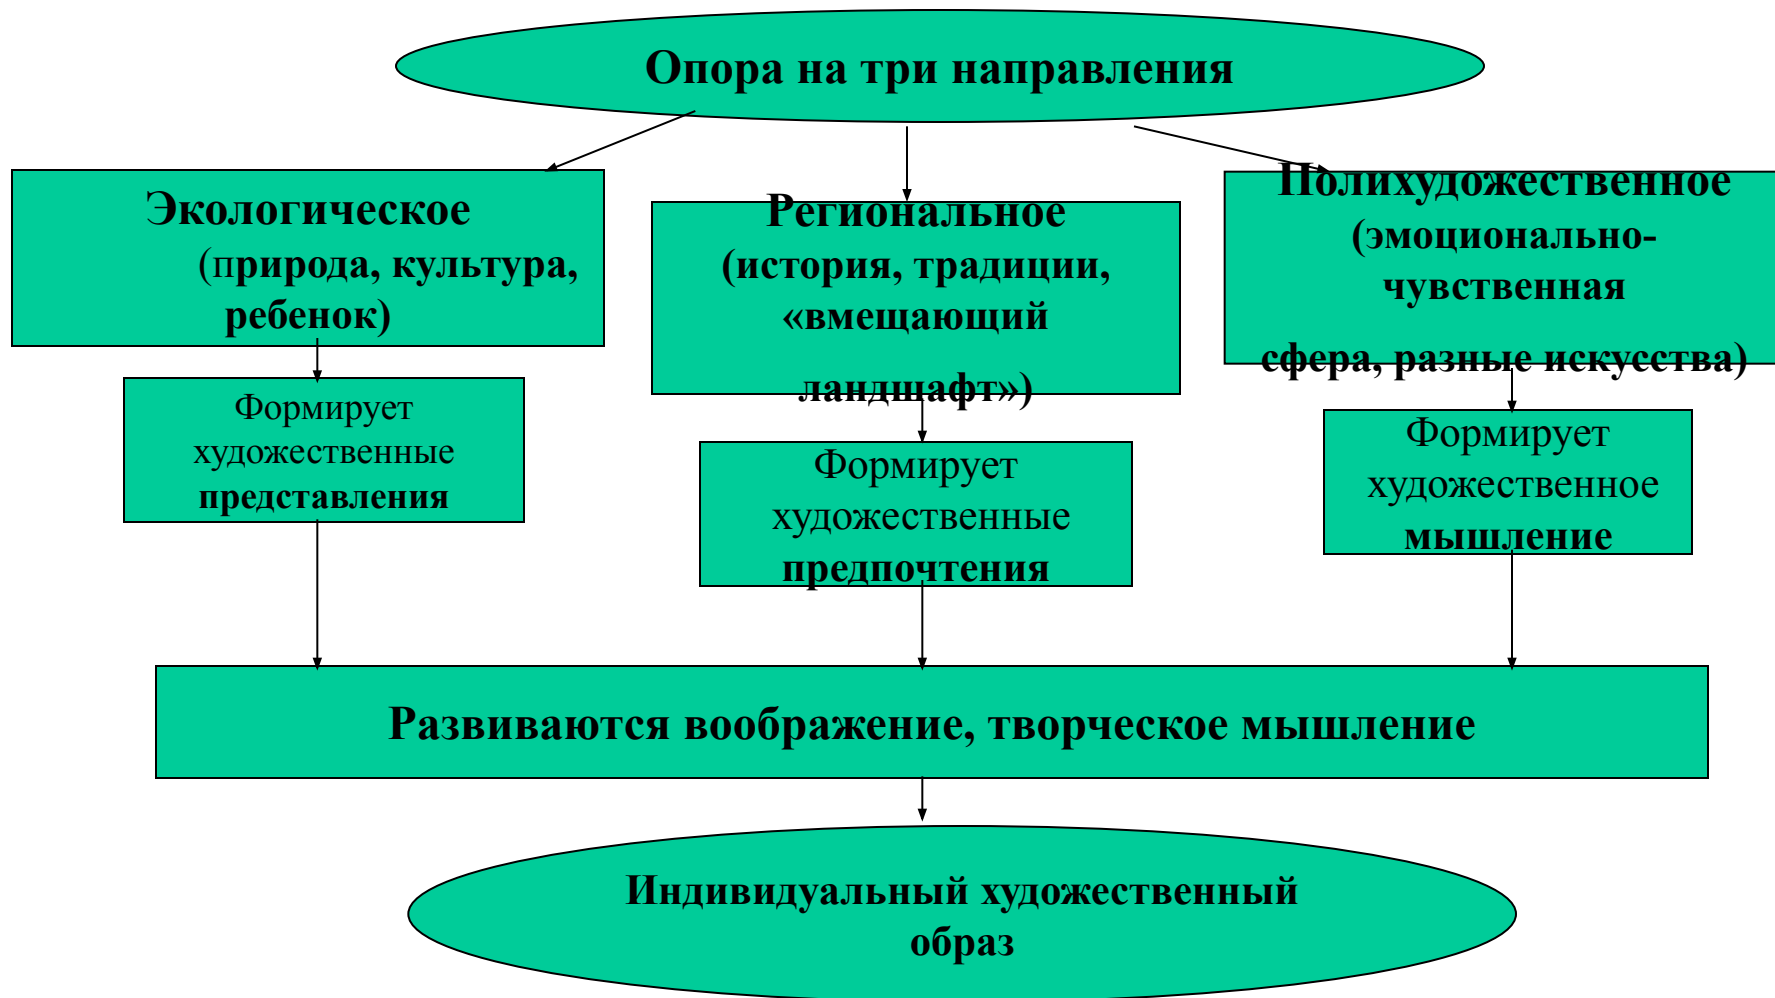 Опора на три направления
Экологическое
(природа, культура,
ребенок)
Региональное
(история, традиции,
«вмещающий
ландшафт»)
Полихудожественное
(эмоционально-
чувственная
сфера, разные искусства)
Формирует
художественные
представления
Формирует
художественные
предпочтения
Формирует
художественное
мышление
Развиваются воображение, творческое мышление
Индивидуальный художественный
образ